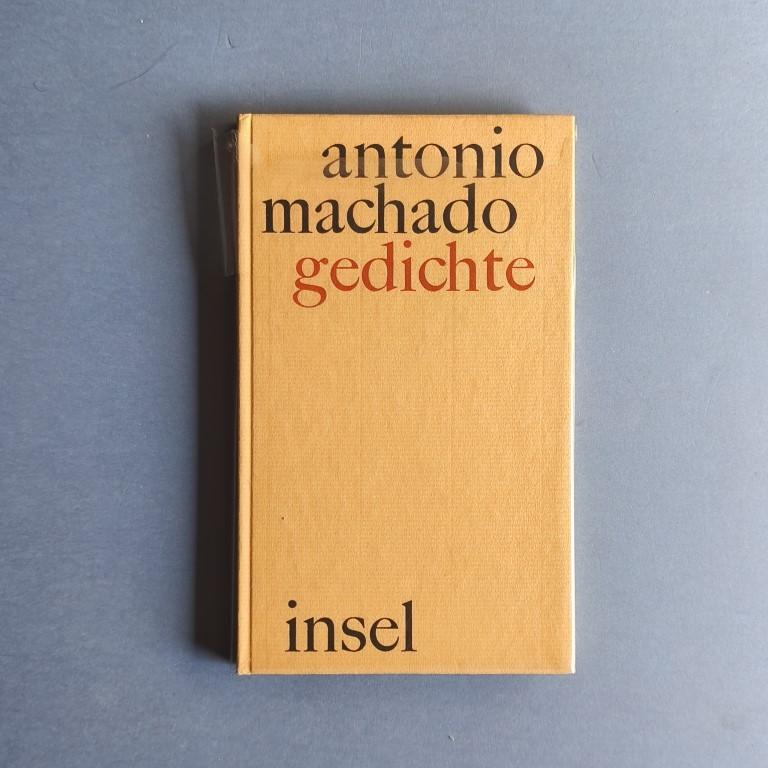 antonio
machado
gedichte
insel